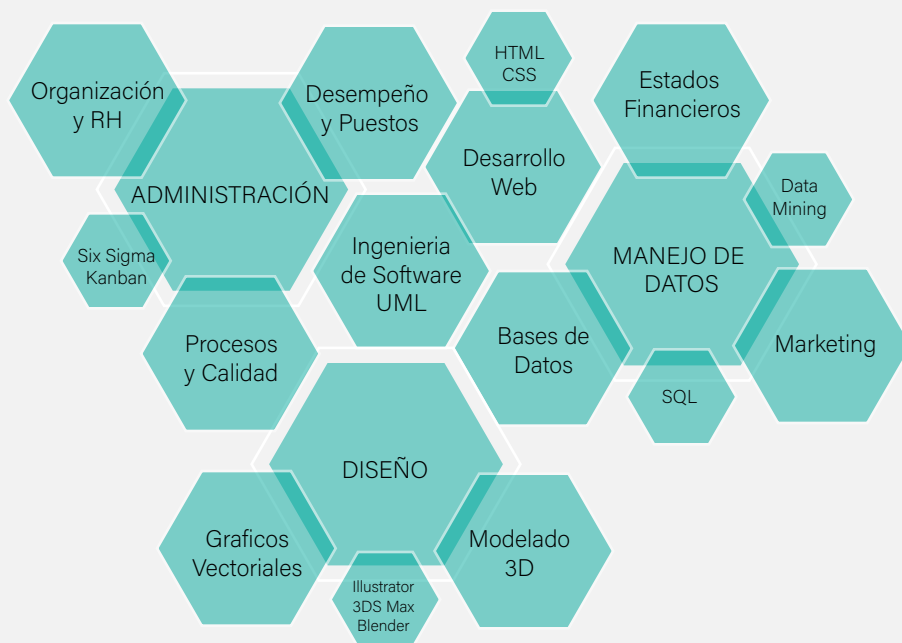 Organización
y RH
Desempeño
y Puestos
HTML
CSS
Estados
Financieros
ADMINISTRACIÓN
Desarrollo
Web
Data
Mining
Six Sigma
Kanban
Ingenieria
de Software
UML
MANEJO DE
DATOS
Procesos
y Calidad
Bases de
Datos
Marketing
SQL
DISEÑO
Graficos
Vectoriales
Modelado
3D
Illustrator
3DS Max
Blender